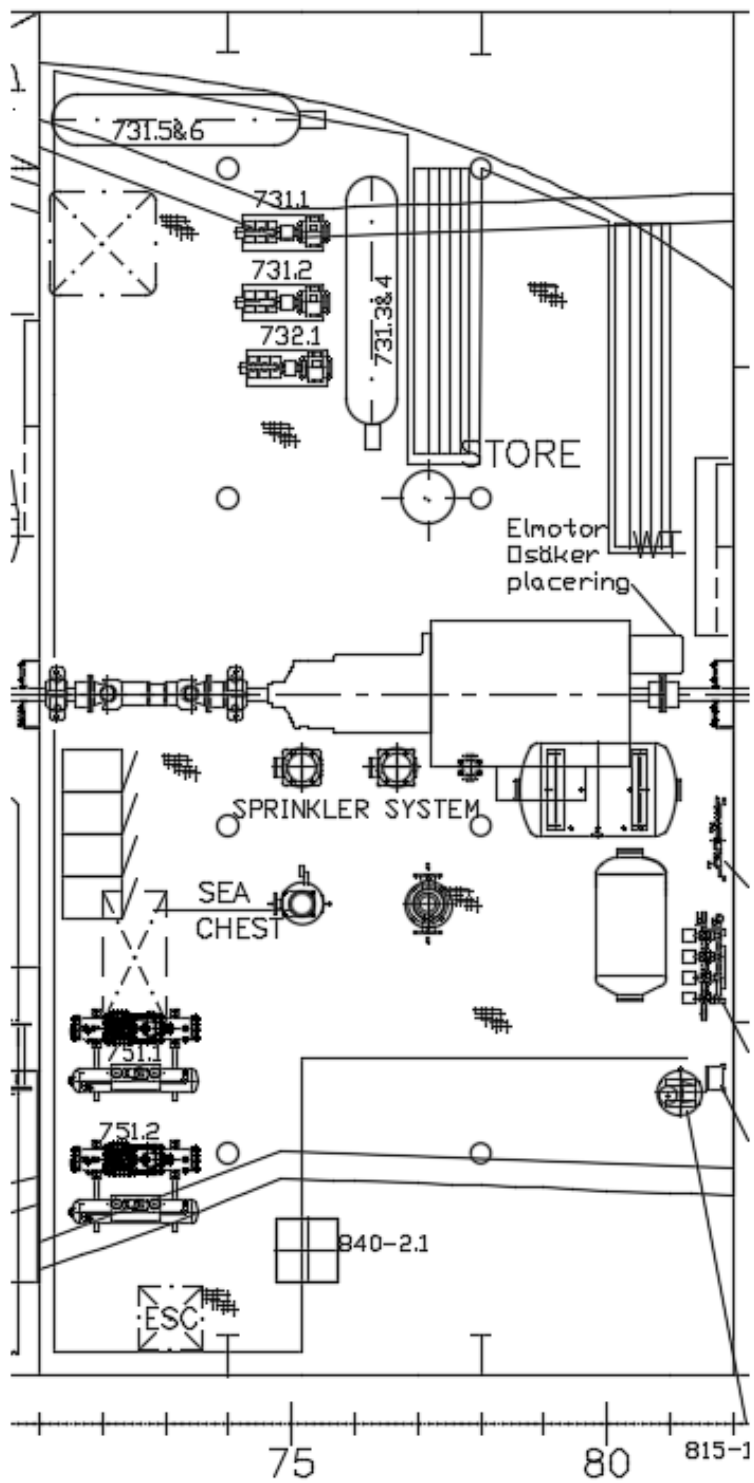 731.5&6
731.1
731.2
731.3&4
732.1
STORE
Elmotor
Osäker
placering
SPRINKLER SYSTEM
SEA
CHEST
751.1
751.2
840-2.1
ESC
75
80
815-1